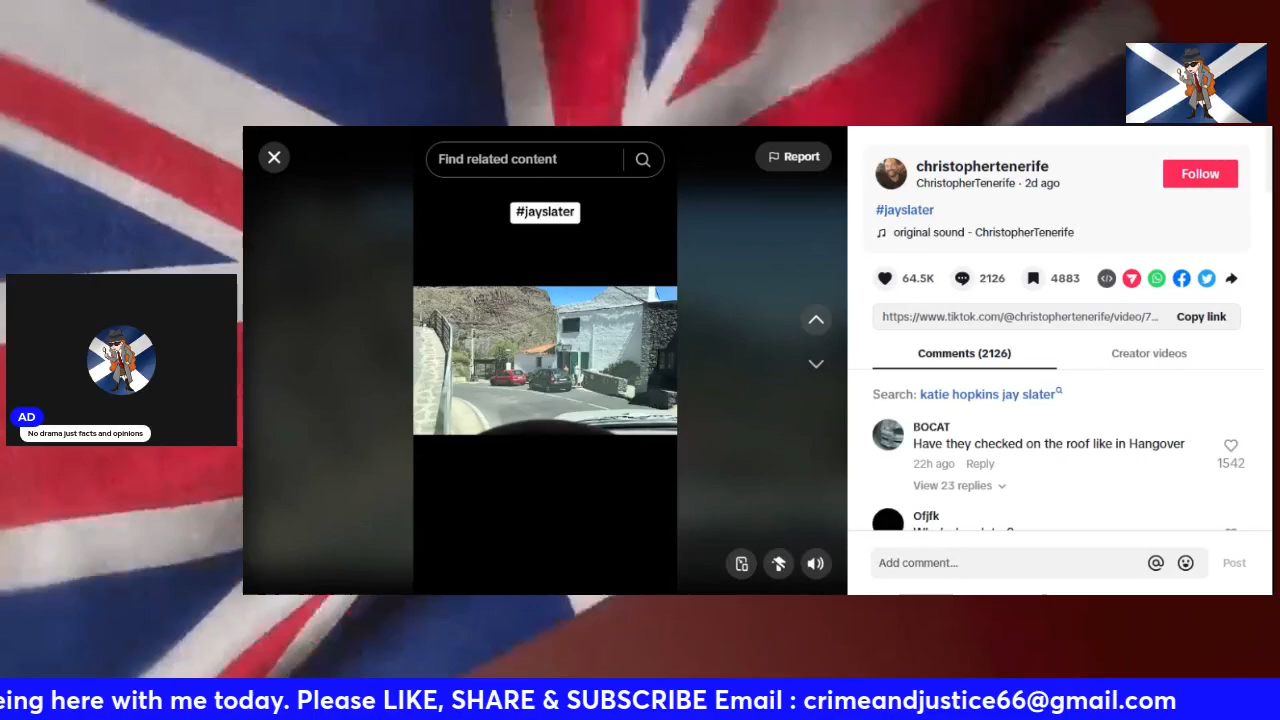 Find related content
Report
#jayslater
christophertenerife
ChristopherTenerife · 2d ago
Follow
#jayslater
original sound - ChristopherTenerife
64.5K
2126
4883
https://www.tiktok.com/@christophertenerife/video/7...
Copy link
Comments (2126)
Creator videos
Search: katie hopkins jay slater
BOCAT
Have they checked on the roof like in Hangover
22h ago
Reply
1542
View 23 replies
Ofjfk
Add comment...
Post
AD
No drama just facts and opinions
eing here with me today. Please LIKE, SHARE & SUBSCRIBE Email : crimeandjustice66@gmail.com